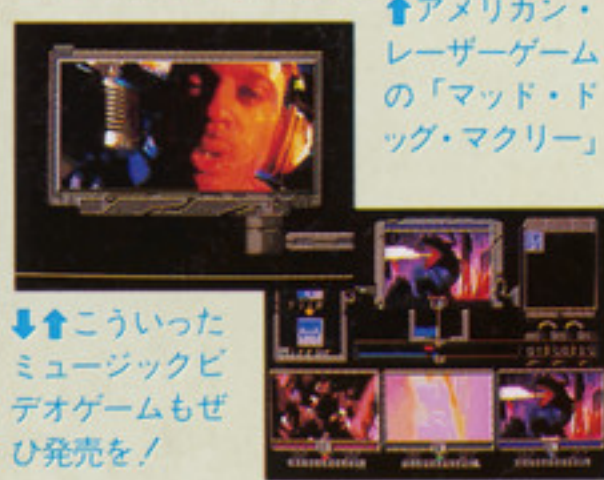 ⬆アメリカン・
レーザーゲーム
の「マッド・ド
ッグ・マクリー」
⬇⬆こういった
ミュージックビ
デオゲームもぜ
ひ発売を!